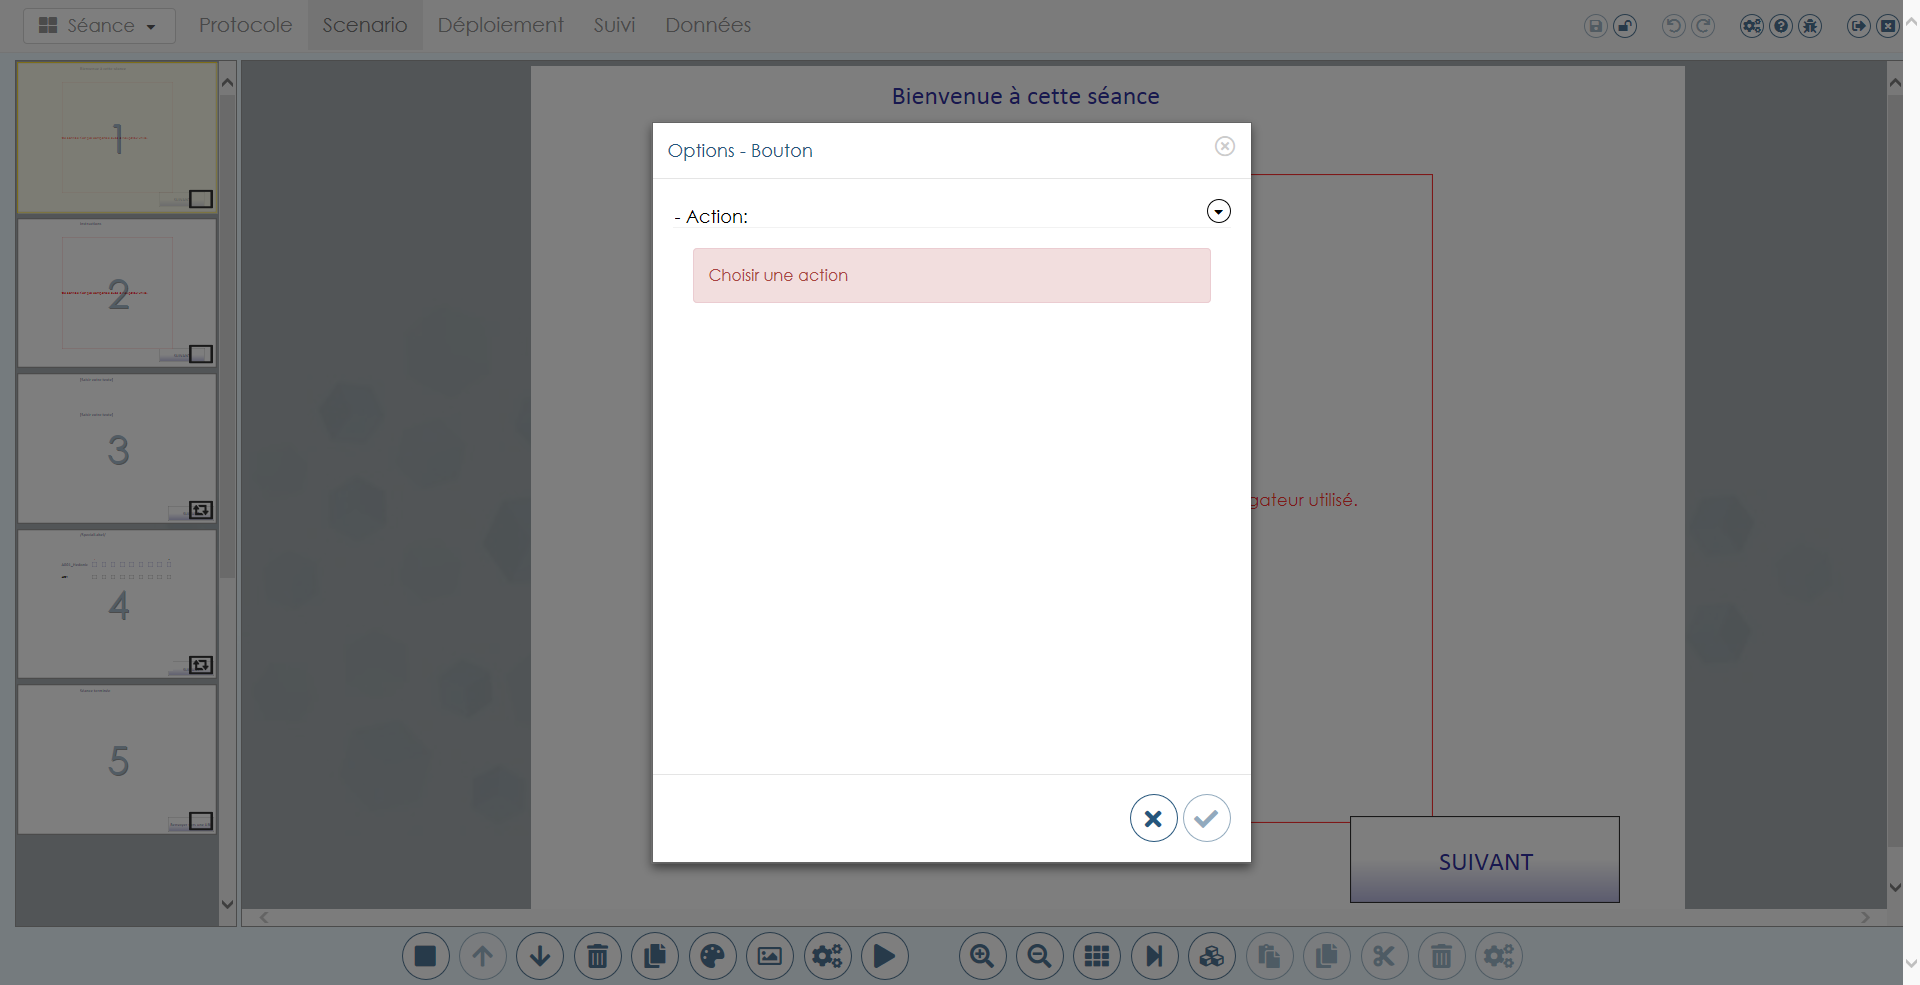 Séance
Protocole
Scenario
Déploiement
Suivi
Données
Bienvenue à cette séance
Options - Bouton
- Action:
Choisir une action
gateur utilisé.
SUIVANT
1
2
3
4
5